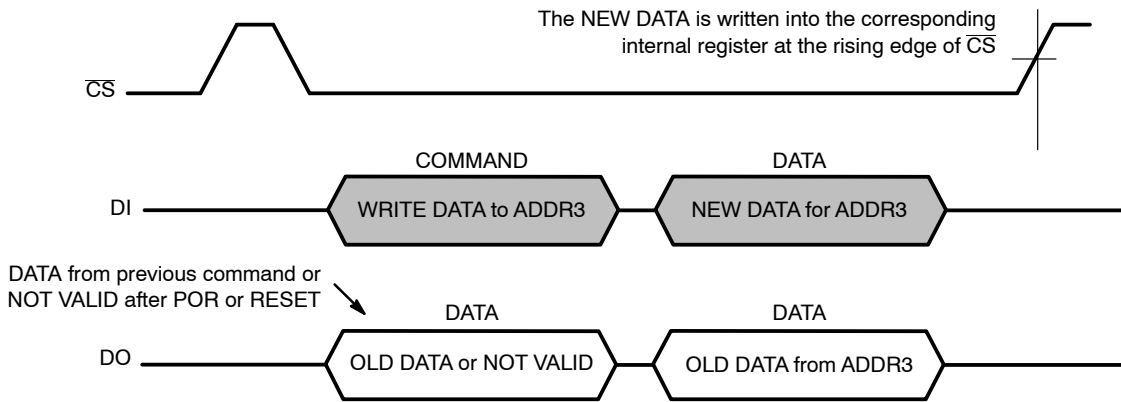 The NEW DATA is written into the corresponding
internal register at the rising edge of C̅S̅
C̅S̅
COMMAND
DATA
DI
WRITE DATA to ADDR3
NEW DATA for ADDR3
DATA from previous command or
NOT VALID after POR or RESET
DATA
DATA
DO
OLD DATA or NOT VALID
OLD DATA from ADDR3